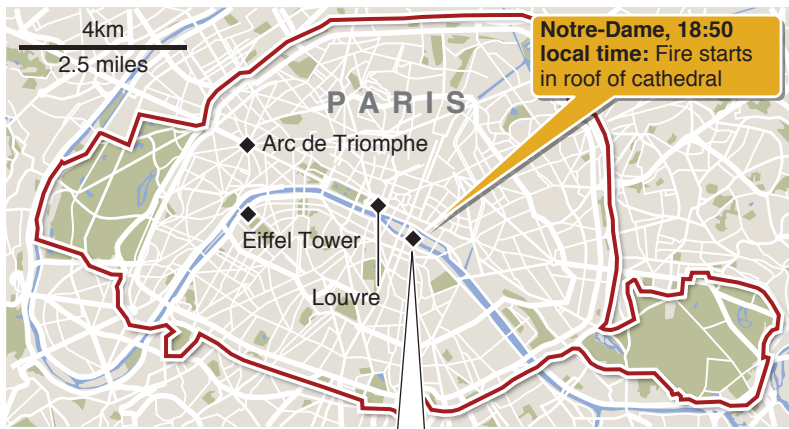 4km
2.5 miles
Notre-Dame, 18:50
local time: Fire starts
in roof of cathedral
PARIS
Arc de Triomphe
Eiffel Tower
Louvre